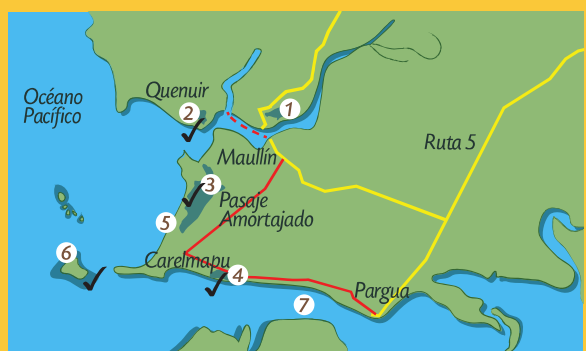 Quenuir
Océano
Pacífico
2
1
Ruta 5
Maullín
3
Pasaje
Amortajado
5
6
Carelmapu
4
7
Pargua